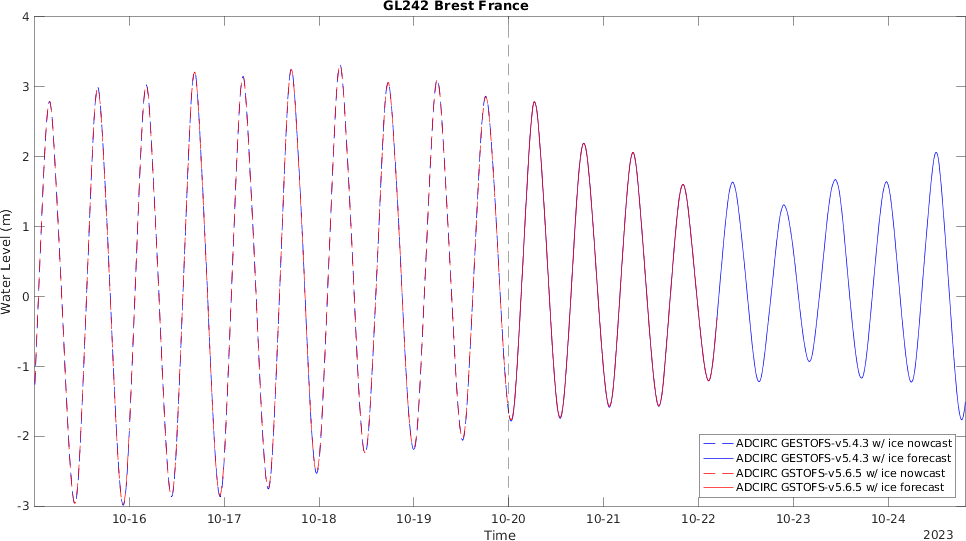 GL242 Brest France
4
3
2
1
0
-1
-2
-3
Water Level (m)
10-16
10-17
10-18
10-19
10-20
10-21
10-22
10-23
10-24
Time
2023
ADCIRC GESTOFS-v5.4.3 w/ ice nowcast
ADCIRC GESTOFS-v5.4.3 w/ ice forecast
ADCIRC GSTOFS-v5.6.5 w/ ice nowcast
ADCIRC GSTOFS-v5.6.5 w/ ice forecast